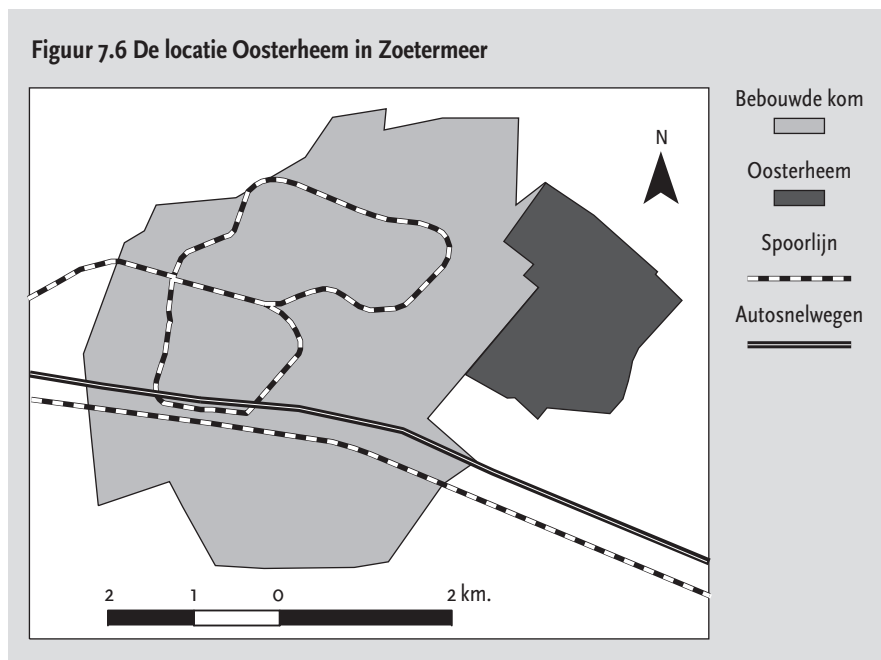 Figuur 7.6 De locatie Oosterheem in Zoetermeer
Bebouwde kom
Oosterheem
Spoorlijn
Autosnelwegen
N
2 1 0 2 km.